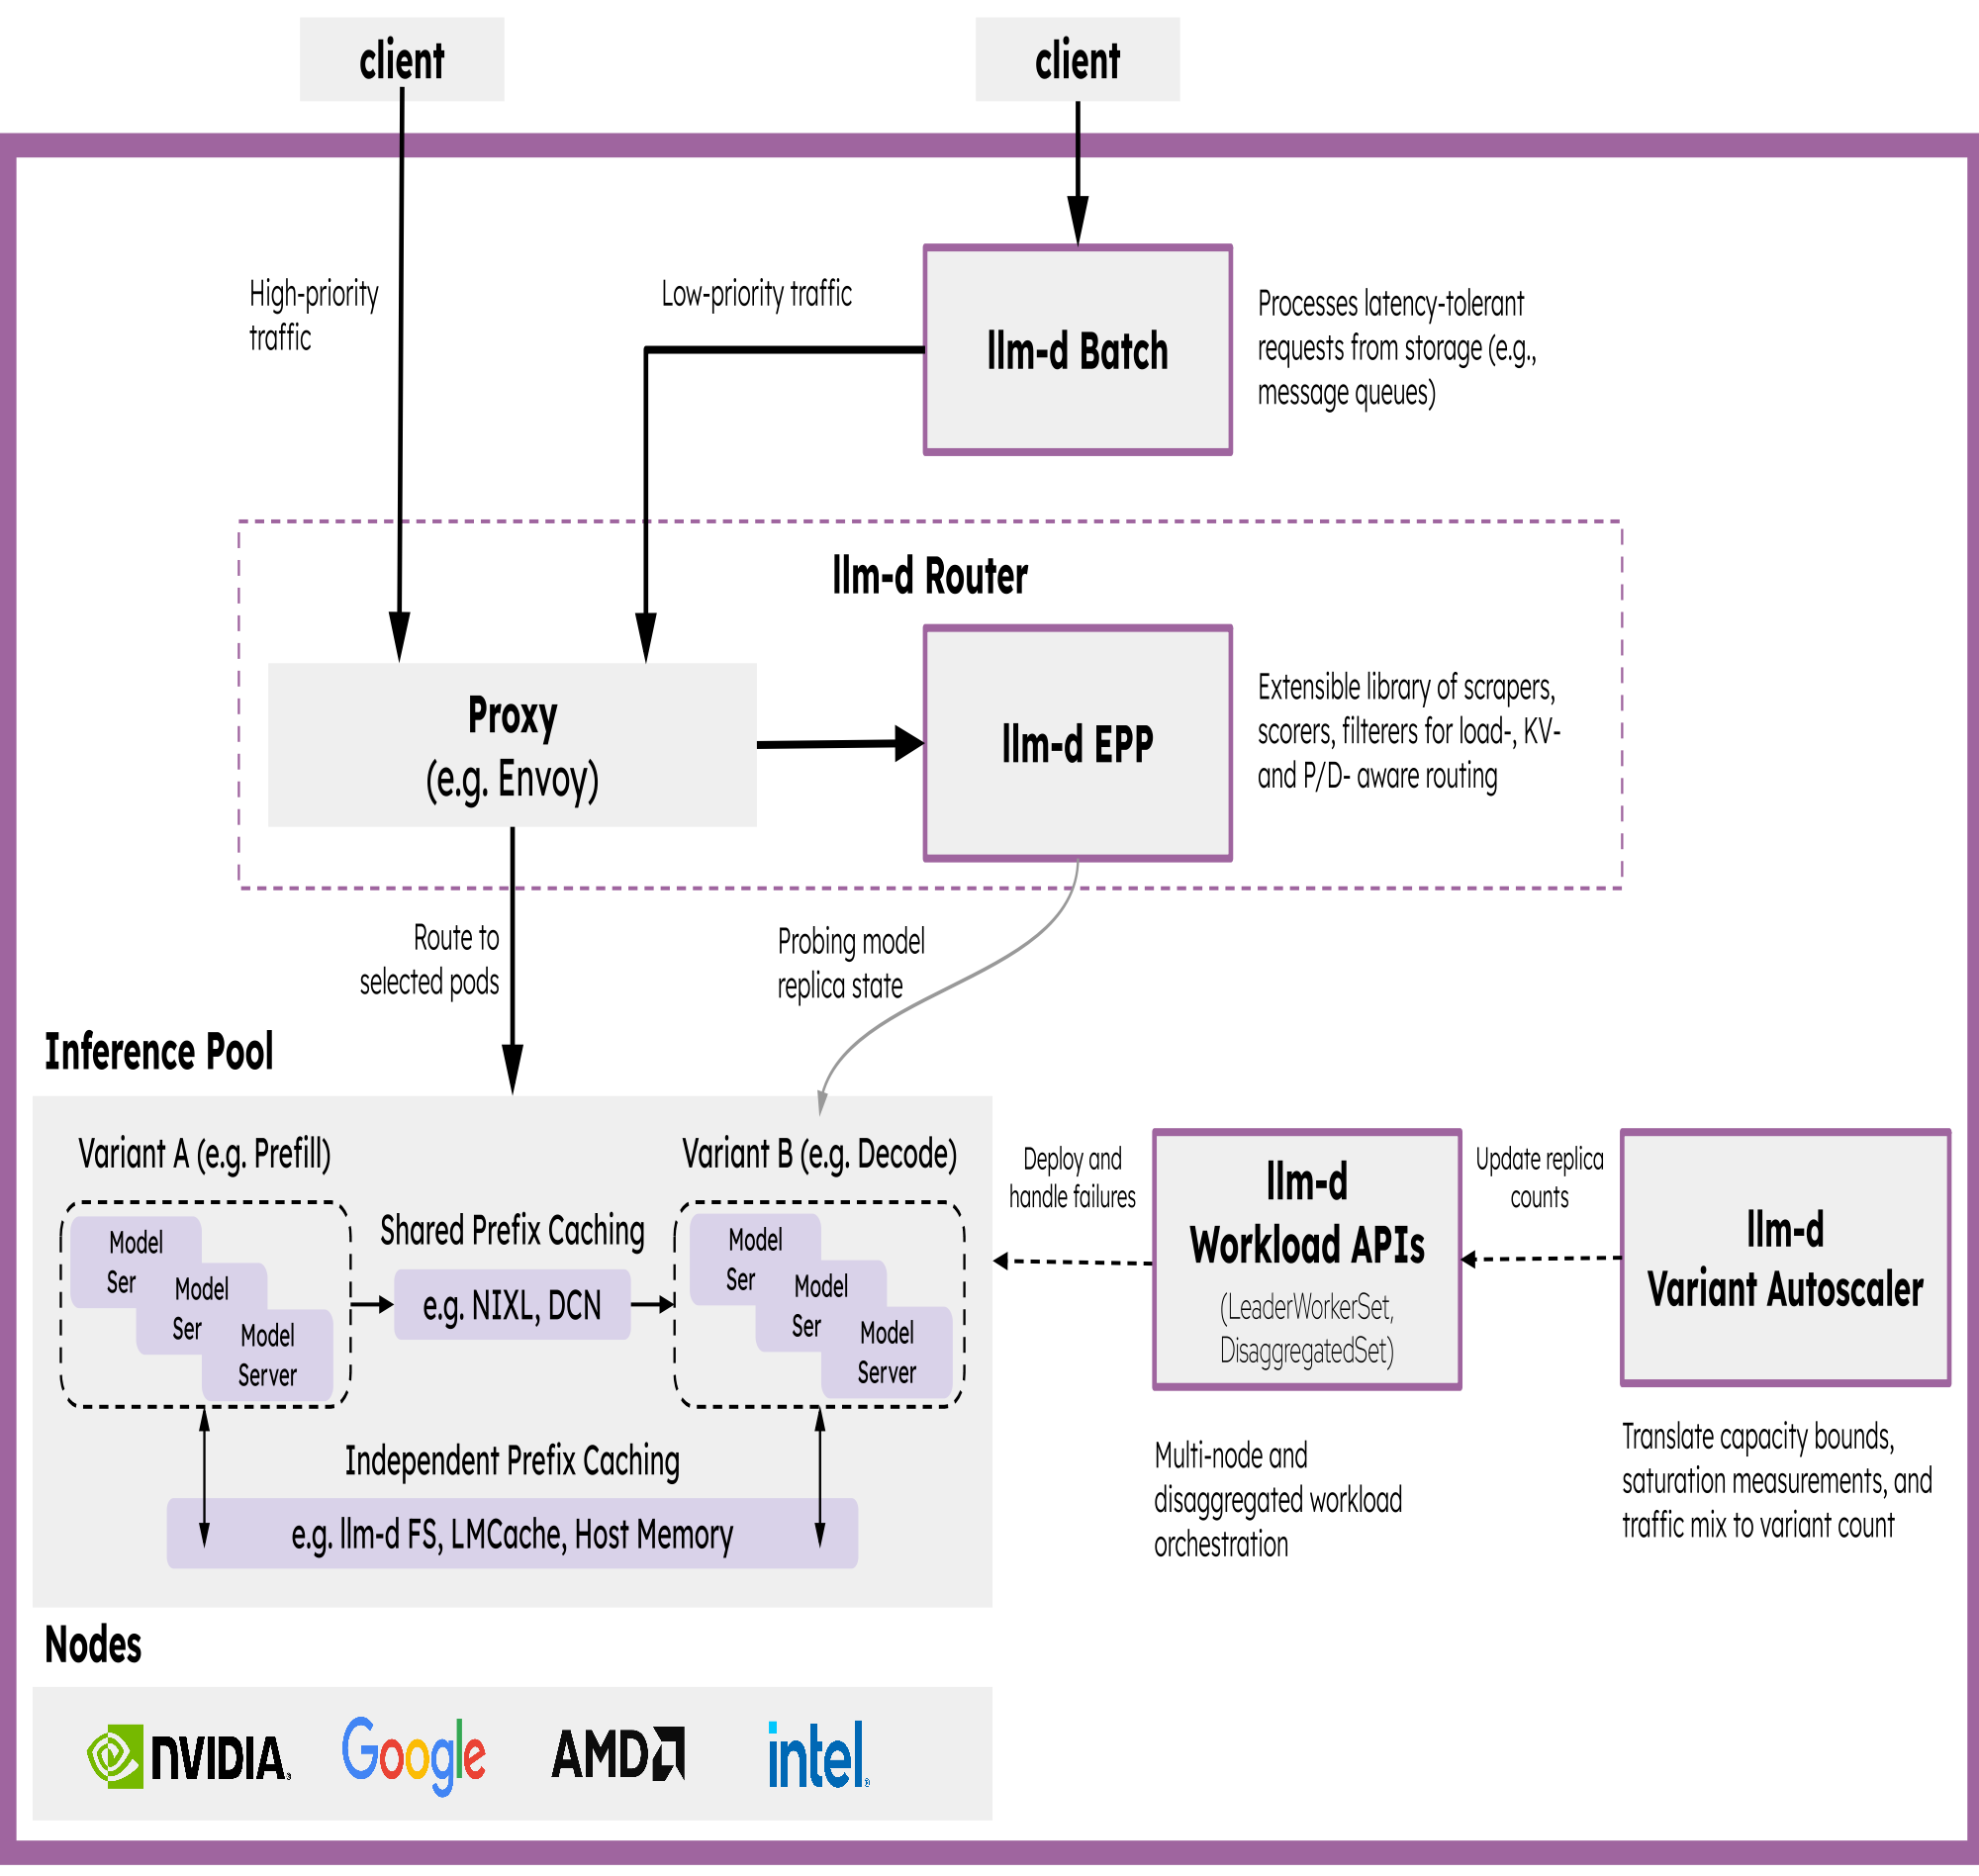 client
client
High-priority
traffic
Low-priority traffic
llm-d Batch
Processes latency-tolerant
requests from storage (e.g.,
message queues)
llm-d Router
Proxy
(e.g. Envoy)
llm-d EPP
Extensible library of scrapers,
scorers, filterers for load-, KV-
and P/D- aware routing
Route to
selected pods
Probing model
replica state
Inference Pool
Variant A (e.g. Prefill)
Model
Ser
Model
Ser
Model
Server
Shared Prefix Caching
e.g. NIXL, DCN
Variant B (e.g. Decode)
Model
Ser
Model
Ser
Model
Server
Independent Prefix Caching
e.g. llm-d FS, LMCache, Host Memory
Deploy and
handle failures
llm-d
Workload APIs
(LeaderWorkerSet,
DisaggregatedSet)
Multi-node and
disaggregated workload
orchestration
Update replica
counts
llm-d
Variant Autoscaler
Translate capacity bounds,
saturation measurements, and
traffic mix to variant count
Nodes
NVIDIA
Google
AMD
intel